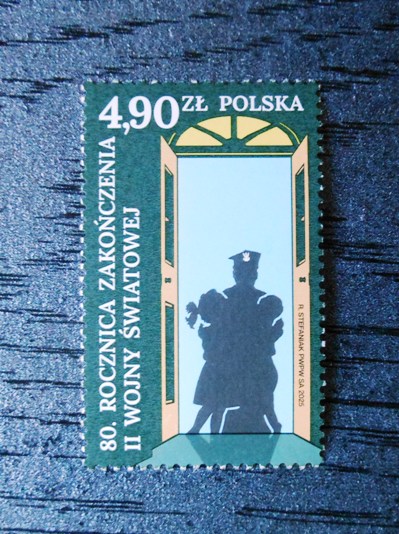 4,90 ZŁ POLSKA
80. ROCZNICA ZAKOŃCZENIA
II WOJNY ŚWIATOWEJ
R. STEFANIAK PWPW SA 2025